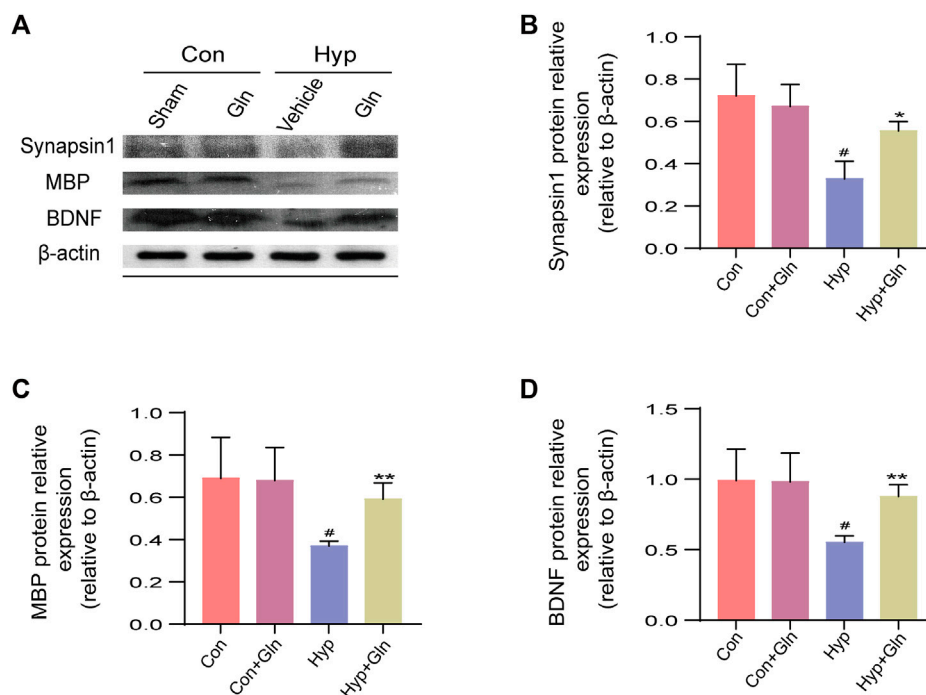 A
Con Hyp
Sham Gln Vehicle Gln
Synapsin1
MBP
BDNF
β-actin
B
Synapsin1 protein relative
expression
(relative to β-actin)
1.0
0.8
0.6
0.4
0.2
0.0
#
*
Con Con+Gln Hyp Hyp+Gln
C
MBP protein relative
expression
(relative to β-actin)
1.0
0.8
0.6
0.4
0.2
0.0
#
**
Con Con+Gln Hyp Hyp+Gln
D
BDNF protein relative
expression
(relative to β-actin)
1.5
1.0
0.5
0.0
#
**
Con Con+Gln Hyp Hyp+Gln